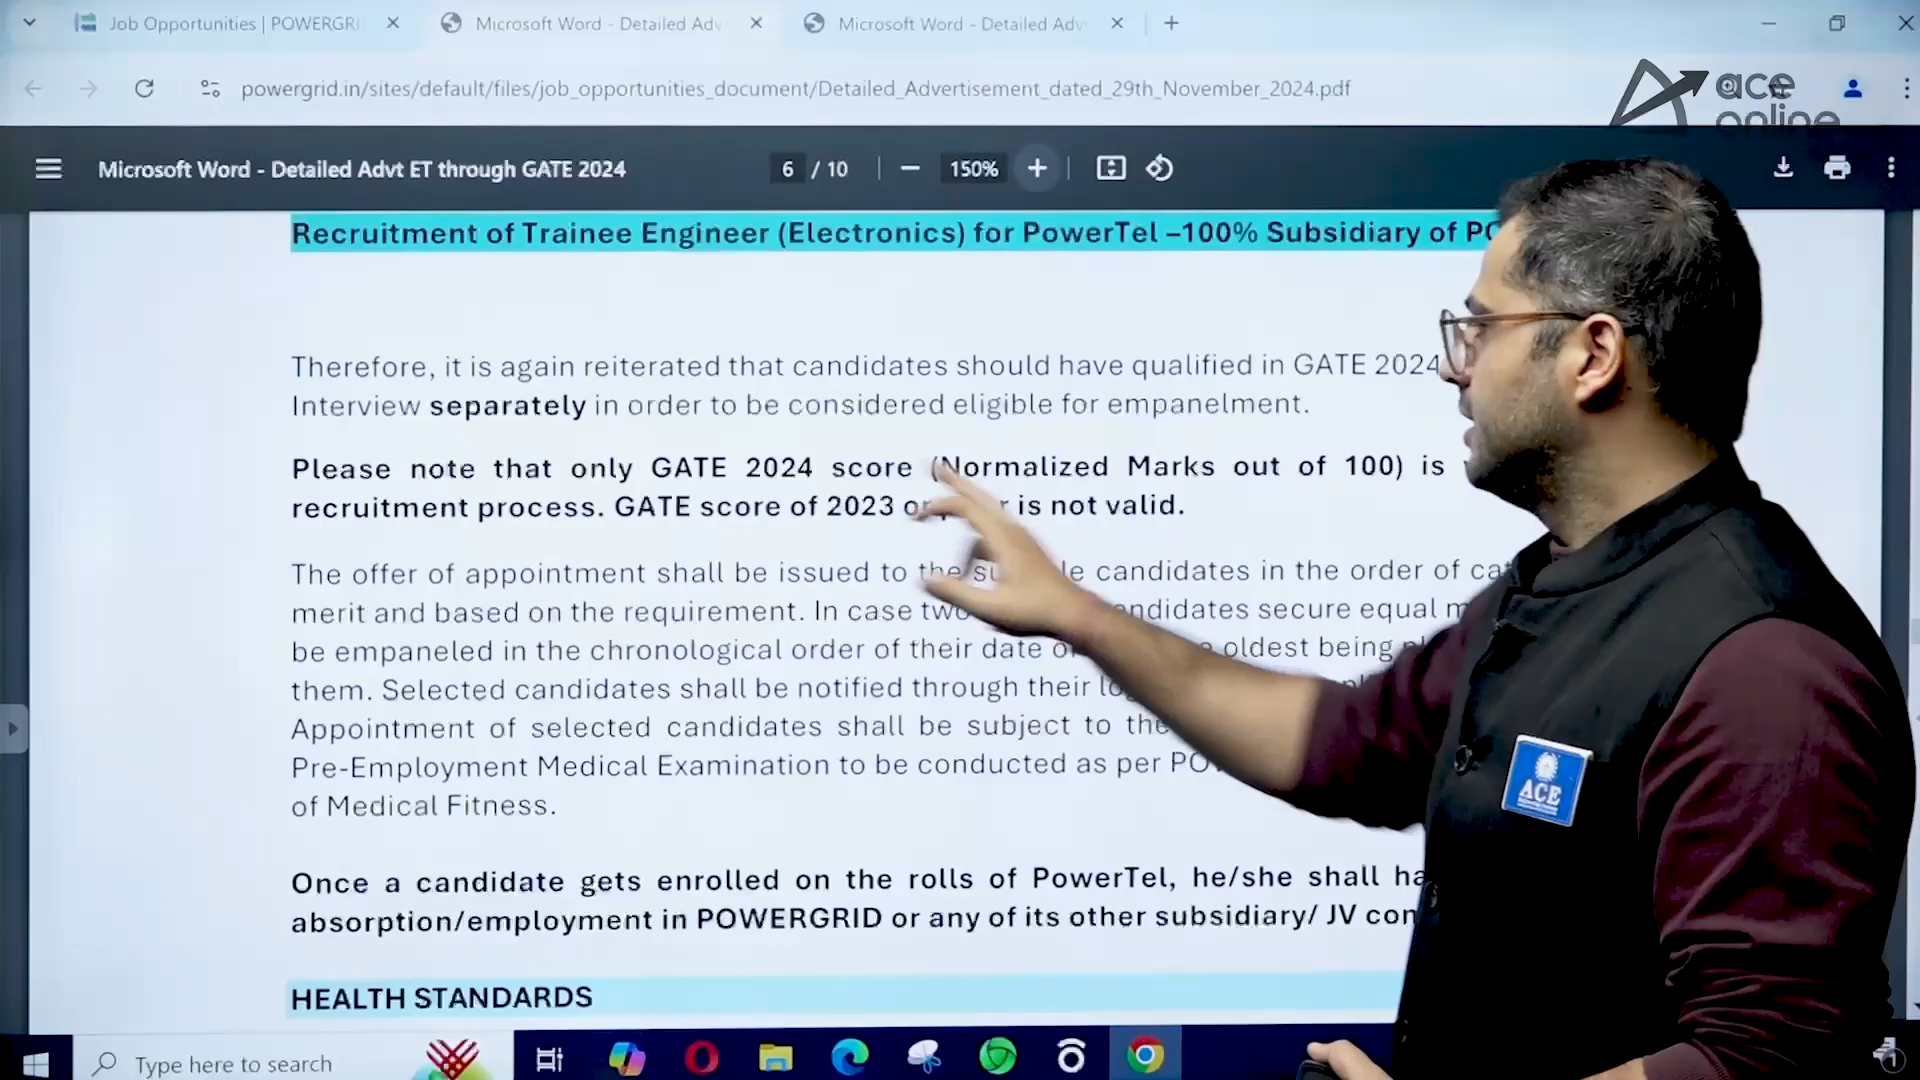 Job Opportunities | POWERGRI
Microsoft Word - Detailed Adv
Microsoft Word - Detailed Adv
powergrid.in/sites/default/files/job_opportunities_document/Detailed_Advertisement_dated_29th_November_2024.pdf
ace
online
Microsoft Word - Detailed Advt ET through GATE 2024
6 / 10
150%
Recruitment of Trainee Engineer (Electronics) for PowerTel –100% Subsidiary of
Therefore, it is again reiterated that candidates should have qualified in GATE 2024
Interview separately in order to be considered eligible for empanelment.
Please note that only GATE 2024 score (Normalized Marks out of 100) is
recruitment process. GATE score of 2023 is not valid.
The offer of appointment shall be issued to the candidates in the order of
merit and based on the requirement. In case two candidates secure equal
be empaneled in the chronological order of their date oldest being
them. Selected candidates shall be notified through their
Appointment of selected candidates shall be subject to the
Pre-Employment Medical Examination to be conducted as per
of Medical Fitness.
Once a candidate gets enrolled on the rolls of PowerTel, he/she shall
absorption/employment in POWERGRID or any of its other subsidiary/ JV
HEALTH STANDARDS
ACE
Type here to search
1